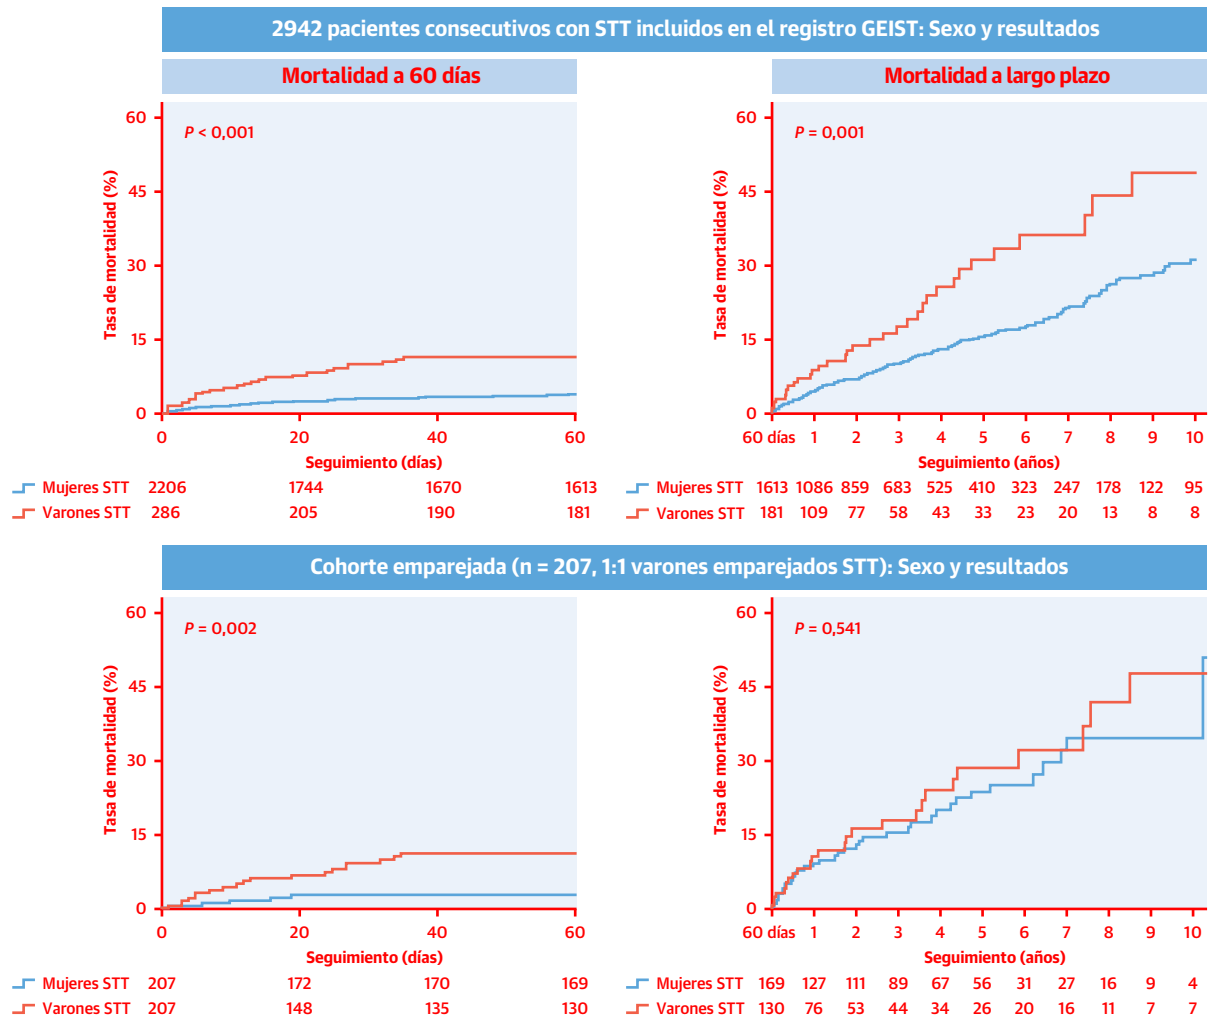 2942 pacientes consecutivos con STT incluidos en el registro GEIST: Sexo y resultados
Mortalidad a 60 días
Mortalidad a largo plazo
P < 0,001
Tasa de mortalidad (%)
60
45
30
15
0
0 20 40 60
Seguimiento (días)
Mujeres STT 2206 1744 1670 1613
Varones STT 286 205 190 181
P = 0,001
Tasa de mortalidad (%)
60
45
30
15
0
60 días 1 2 3 4 5 6 7 8 9 10
Seguimiento (años)
Mujeres STT 1613 1086 859 683 525 410 323 247 178 122 95
Varones STT 181 109 77 58 43 33 23 20 13 8 8
Cohorte emparejada (n = 207, 1:1 varones emparejados STT): Sexo y resultados
P = 0,002
Tasa de mortalidad (%)
60
45
30
15
0
0 20 40 60
Seguimiento (días)
Mujeres STT 207 172 170 169
Varones STT 207 148 135 130
P = 0,541
Tasa de mortalidad (%)
60
45
30
15
0
60 días 1 2 3 4 5 6 7 8 9 10
Seguimiento (años)
Mujeres STT 169 127 111 89 67 56 31 27 16 9 4
Varones STT 130 76 53 44 34 26 20 16 11 7 7